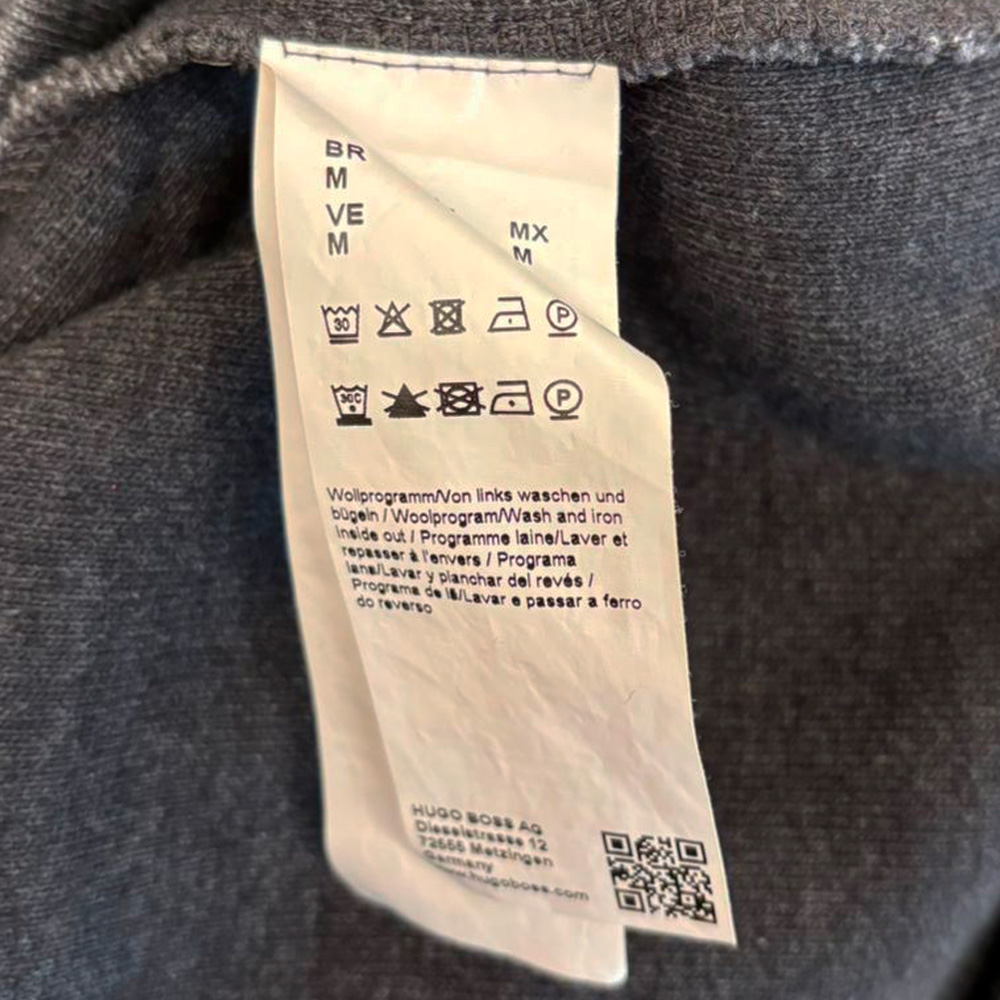 BR
M
VE
M
MX
M
30
P
30C
P
Wollprogramm/Von links waschen und
bügeln / Woolprogram/Wash and iron
inside out / Programme laine/Laver et
repasser à l'envers / Programa
lana/Lavar y planchar del revés /
Programa de lã/Lavar e passar a ferro
do reverso
HUGO BOSS AG
Dieselstrasse 12
72555 Metzingen
Germany
www.hugoboss.com